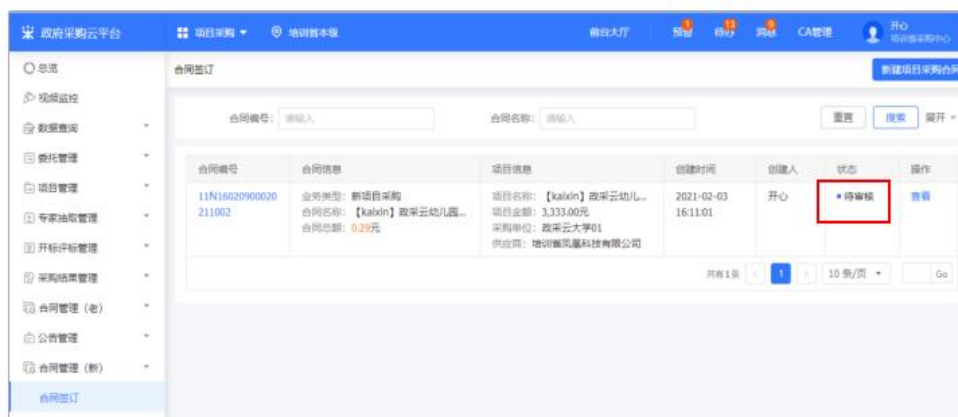 政府采购云平台
项目采购
培训省本级
前台大厅
预警
待办
13
消息
CA管理
开心
培训省采购中心
总览
视频监控
数据查询
委托管理
项目管理
专家抽取管理
开标评标管理
采购结果管理
合同管理（老）
公告管理
合同管理（新）
合同签订
合同签订
新建项目采购合同
合同编号： 请输入
合同名称： 请输入
重置
搜索
展开
合同编号 合同信息 项目信息 创建时间 创建人 状态 操作
11N16020900020
211002
业务类型： 新项目采购
合同名称： 【kaixin】政采云幼儿园...
合同总额： 0.29元
项目名称： 【kaixin】政采云幼儿...
项目金额： 3,333.00元
采购单位： 政采云大学01
供应商： 培训省凤凰科技有限公司
2021-02-03
16:11:01
开心
待审核
查看
共有1条
1
10 条/页
Go